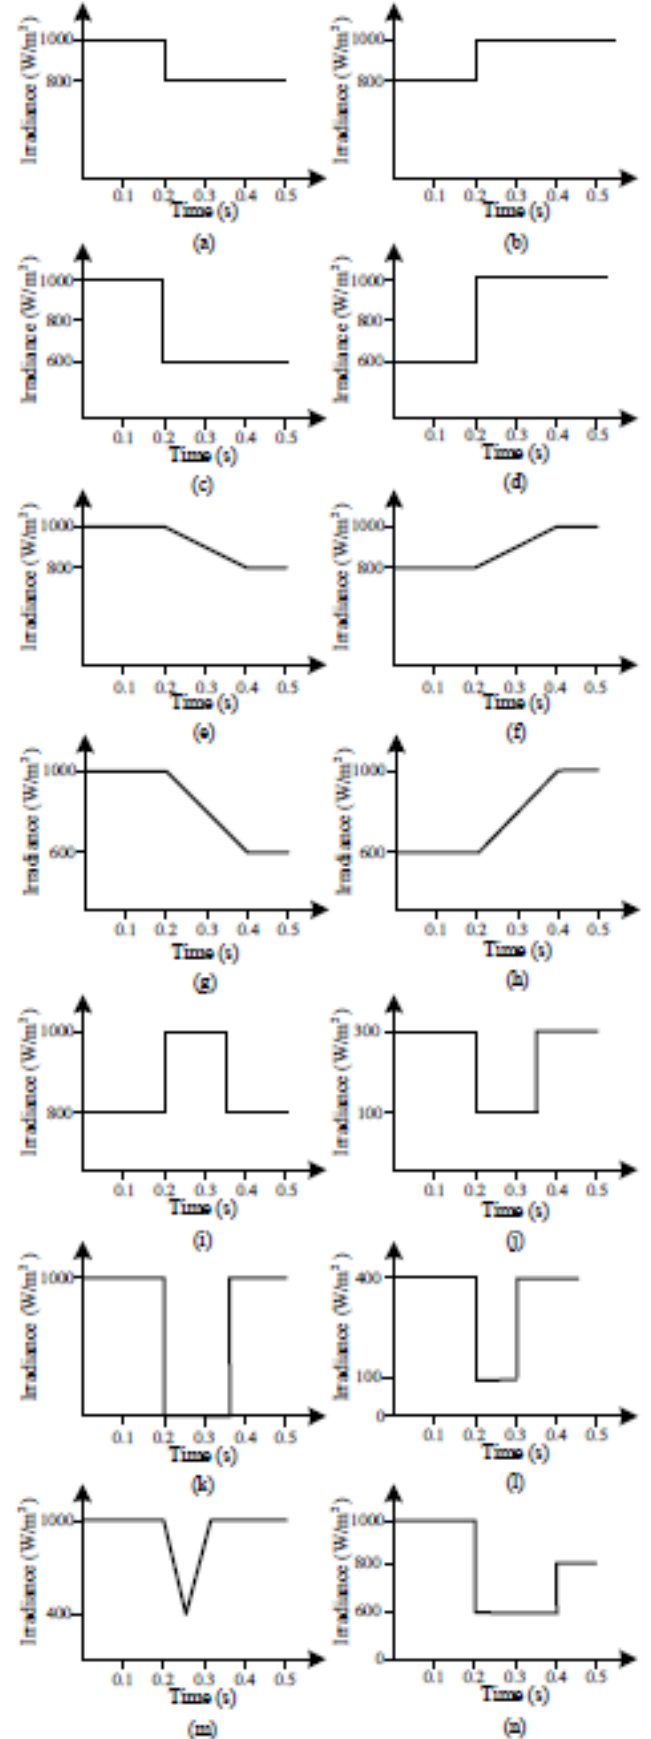 Irradiance (W/m²)
1000
800
0.1 0.2 0.3 0.4 0.5
Time (s)
(a)
Irradiance (W/m²)
1000
800
0.1 0.2 0.3 0.4 0.5
Time (s)
(b)
Irradiance (W/m²)
1000
800
600
0.1 0.2 0.3 0.4 0.5
Time (s)
(c)
Irradiance (W/m²)
1000
800
600
0.1 0.2 0.3 0.4 0.5
Time (s)
(d)
Irradiance (W/m²)
1000
800
0.1 0.2 0.3 0.4 0.5
Time (s)
(e)
Irradiance (W/m²)
1000
800
0.1 0.2 0.3 0.4 0.5
Time (s)
(f)
Irradiance (W/m²)
1000
600
0.1 0.2 0.3 0.4 0.5
Time (s)
(g)
Irradiance (W/m²)
1000
600
0.1 0.2 0.3 0.4 0.5
Time (s)
(h)
Irradiance (W/m²)
1000
800
0.1 0.2 0.3 0.4 0.5
Time (s)
(i)
Irradiance (W/m²)
300
100
0.1 0.2 0.3 0.4 0.5
Time (s)
(j)
Irradiance (W/m²)
1000
0.1 0.2 0.3 0.4 0.5
Time (s)
(k)
Irradiance (W/m²)
400
100
0
0.1 0.2 0.3 0.4 0.5
Time (s)
(l)
Irradiance (W/m²)
1000
400
0.1 0.2 0.3 0.4 0.5
Time (s)
(m)
Irradiance (W/m²)
1000
800
600
0
0.1 0.2 0.3 0.4 0.5
Time (s)
(n)